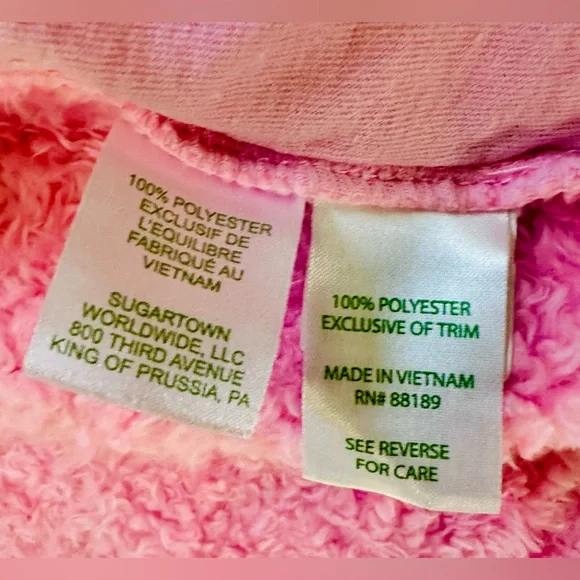 100% POLYESTER
EXCLUSIF DE
L'EQUILIBRE
FABRIQUÉ AU
VIETNAM
SUGARTOWN
WORLDWIDE, LLC
800 THIRD AVENUE
KING OF PRUSSIA, PA
100% POLYESTER
EXCLUSIVE OF TRIM
MADE IN VIETNAM
RN# 88189
SEE REVERSE
FOR CARE